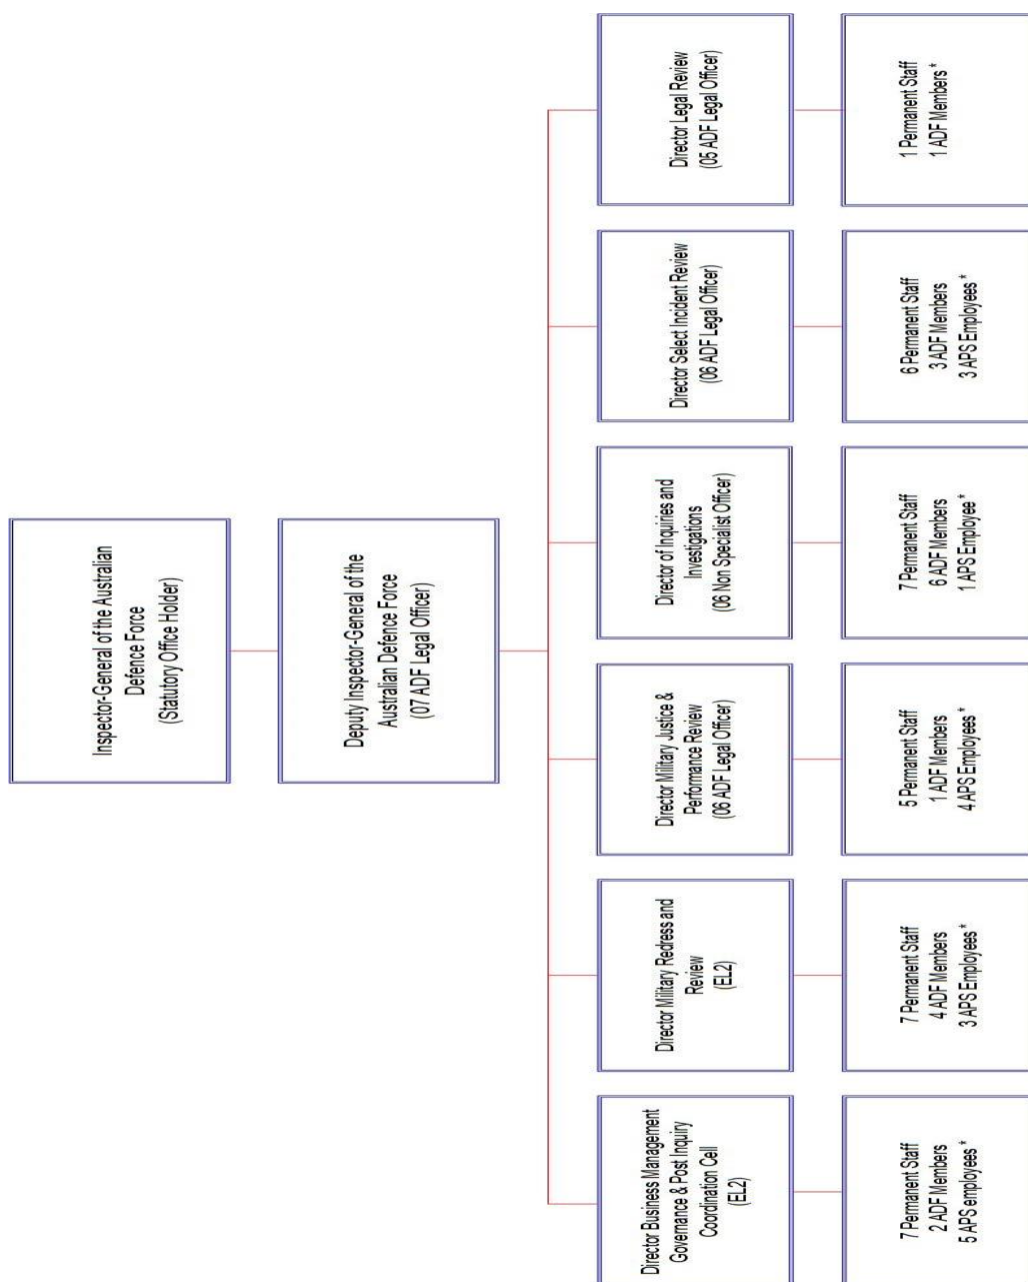 Inspector-General of the Australian
Defence Force
(Statutory Office Holder)
Deputy Inspector-General of the
Australian Defence Force
(07 ADF Legal Officer)
Director Business Management
Governance & Post Inquiry
Coordination Cell
(EL2)
Director Military Redress and
Review
(EL2)
Director Military Justice &
Performance Review
(06 ADF Legal Officer)
Director of Inquiries and
Investigations
(06 Non Specialist Officer)
Director Select Incident Review
(06 ADF Legal Officer)
Director Legal Review
(05 ADF Legal Officer)
7 Permanent Staff
2 ADF Members
5 APS employees *
7 Permanent Staff
4 ADF Members
3 APS Employees *
5 Permanent Staff
1 ADF Members
4 APS Employees *
7 Permanent Staff
6 ADF Members
1 APS Employee *
6 Permanent Staff
3 ADF Members
3 APS Employees *
1 Permanent Staff
1 ADF Members *